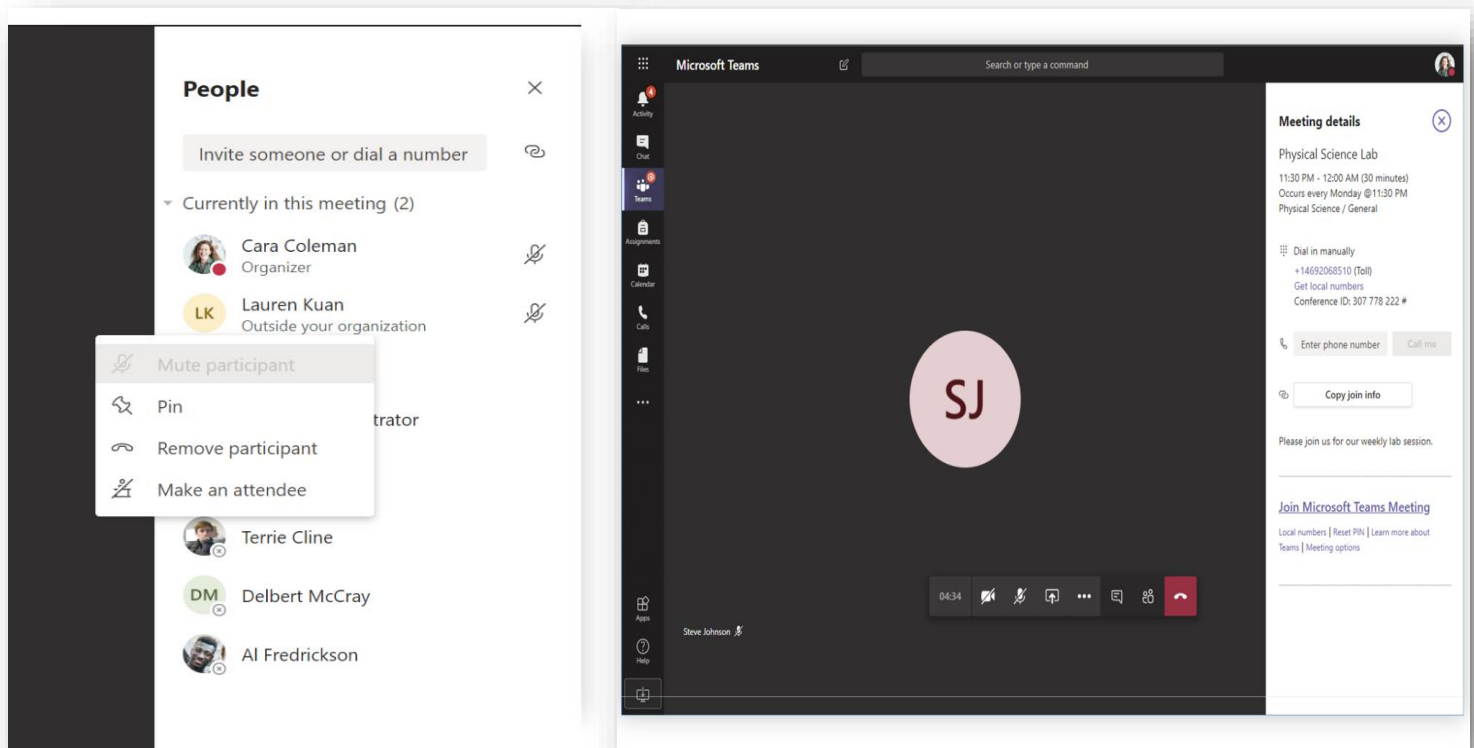 People
Invite someone or dial a number
Currently in this meeting (2)
Cara Coleman
Organizer
LK
Lauren Kuan
Outside your organization
Mute participant
Pin
trator
Remove participant
Make an attendee
Terrie Cline
DM
Delbert McCray
Al Fredrickson
Microsoft Teams
Search or type a command
4
Activity
Chat
Teams
Assignments
Calendar
Calls
Files
Apps
Help
SJ
04:34
Steve Johnson
Meeting details
Physical Science Lab
11:30 PM - 12:00 AM (30 minutes)
Occurs every Monday @11:30 PM
Physical Science / General
Dial in manually
+14692068510 (Toll)
Get local numbers
Conference ID: 307 778 222 #
Enter phone number
Call me
Copy join info
Please join us for our weekly lab session.
Join Microsoft Teams Meeting
Local numbers | Reset PIN | Learn more about
Teams | Meeting options